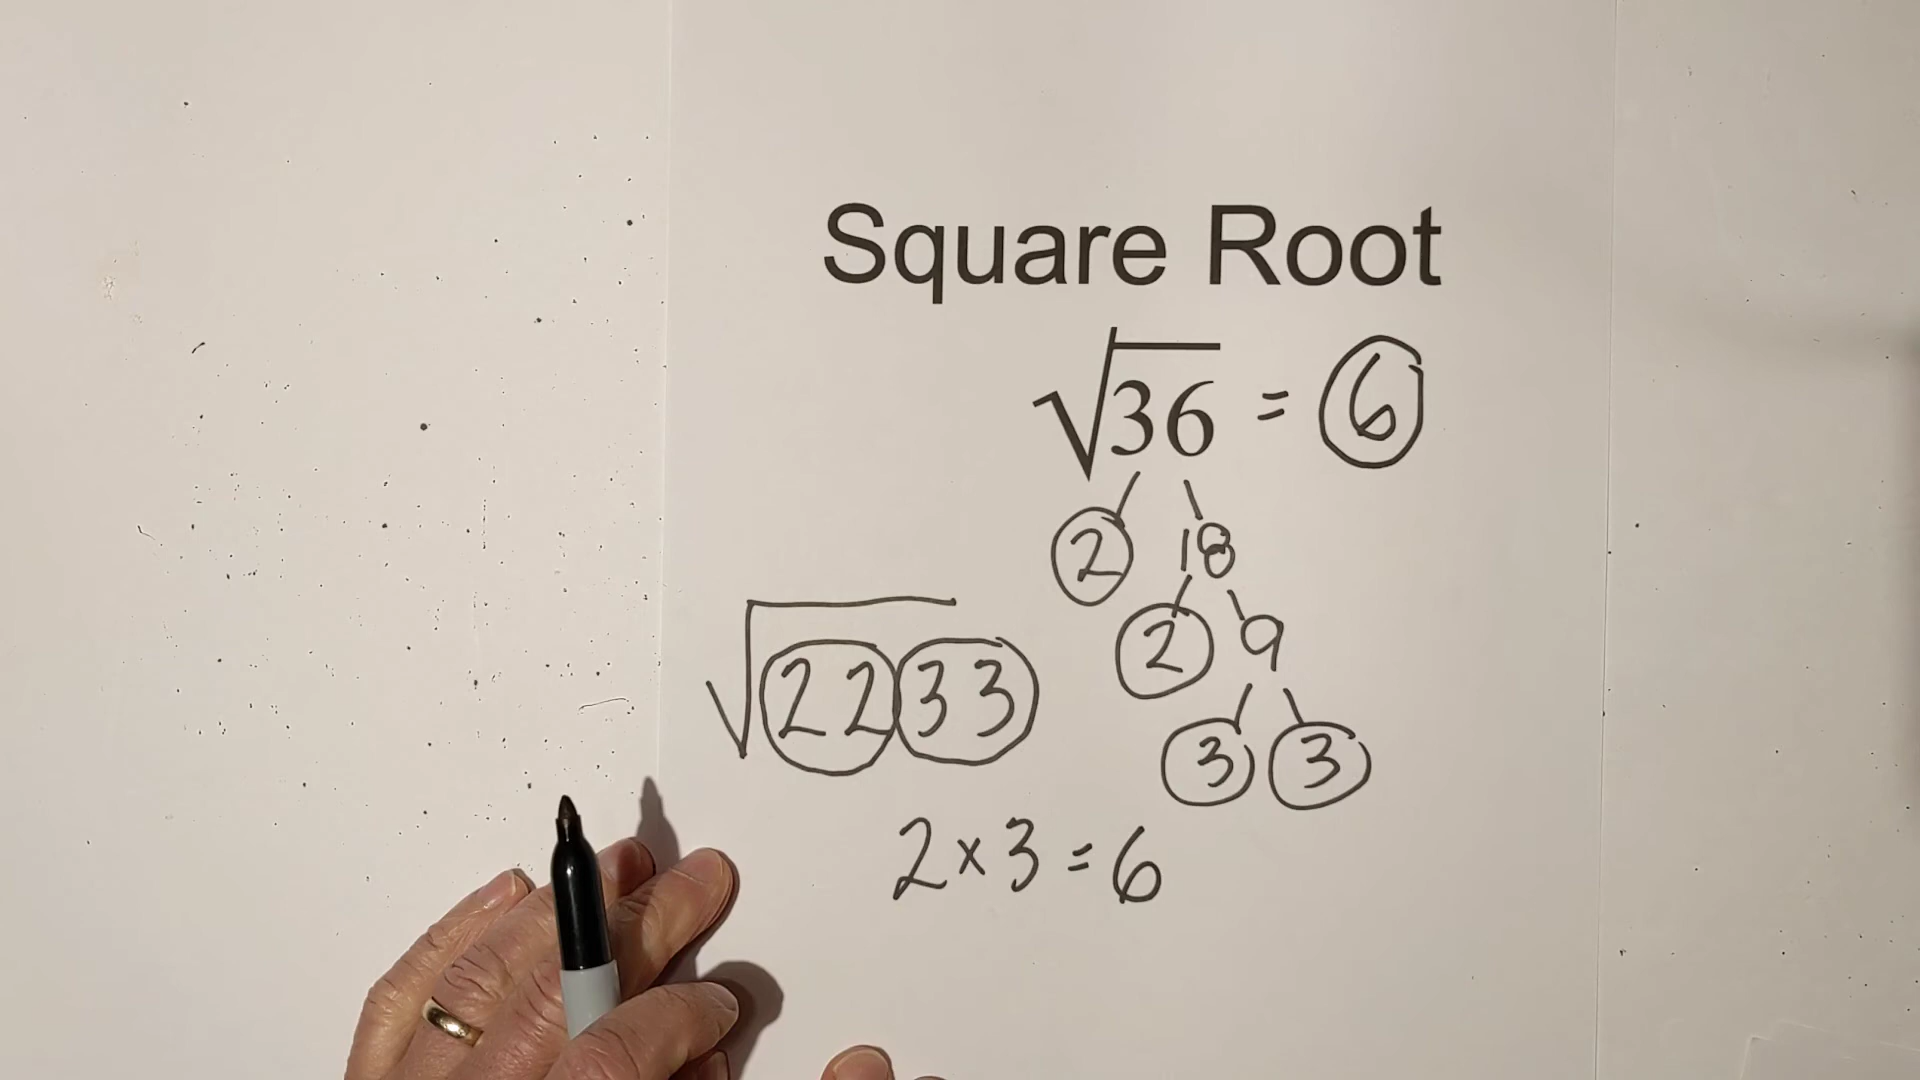 Square Root
√36 = 6
2 18
2 9
√2233
3 3
2 x 3 = 6